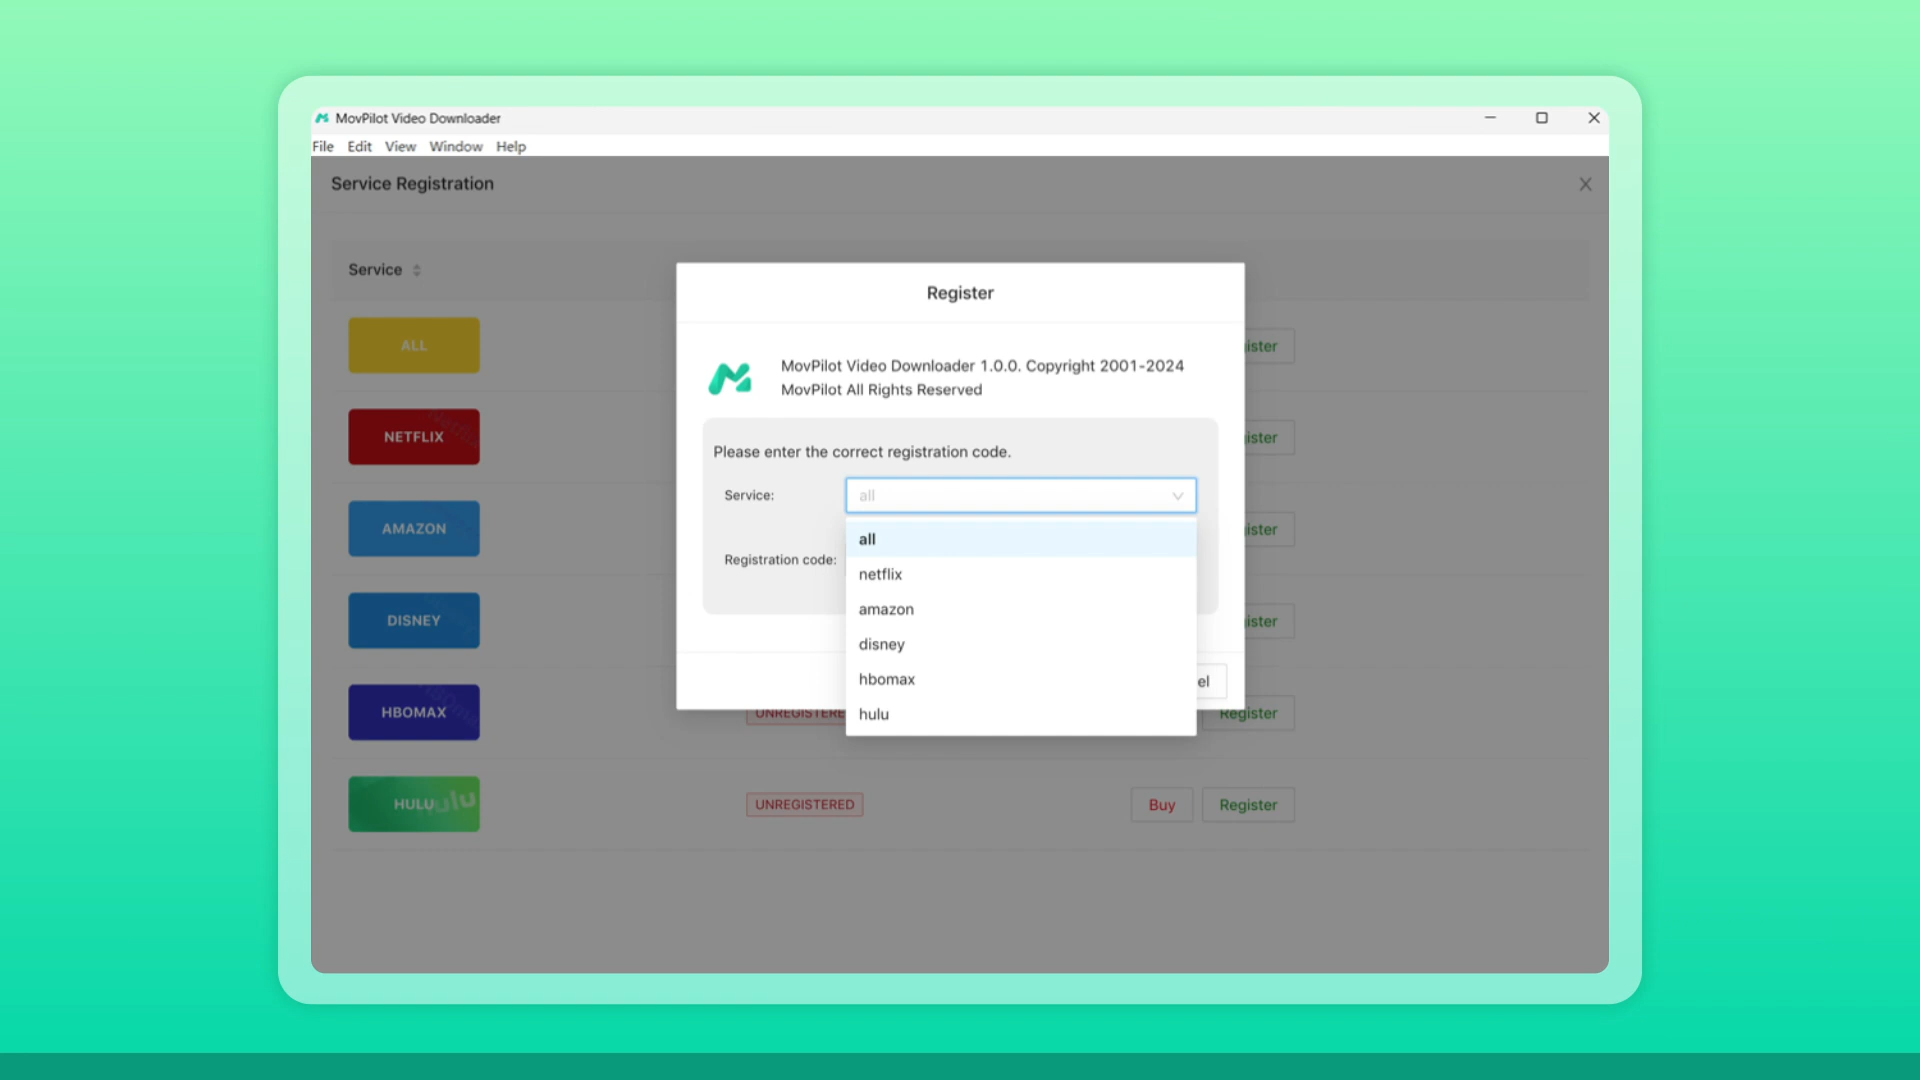 MovPilot Video Downloader
File Edit View Window Help
Service Registration
Service
Register
ALL
MovPilot Video Downloader 1.0.0. Copyright 2001-2024
MovPilot All Rights Reserved
ister
NETFLIX
ister
Please enter the correct registration code.
Service: all
AMAZON
ister
all
Registration code:
netflix
amazon
DISNEY
ister
disney
hbomax
el
HBOMAX
UNREGISTERE
hulu
Register
HULU
ulu
UNREGISTERED
Buy
Register